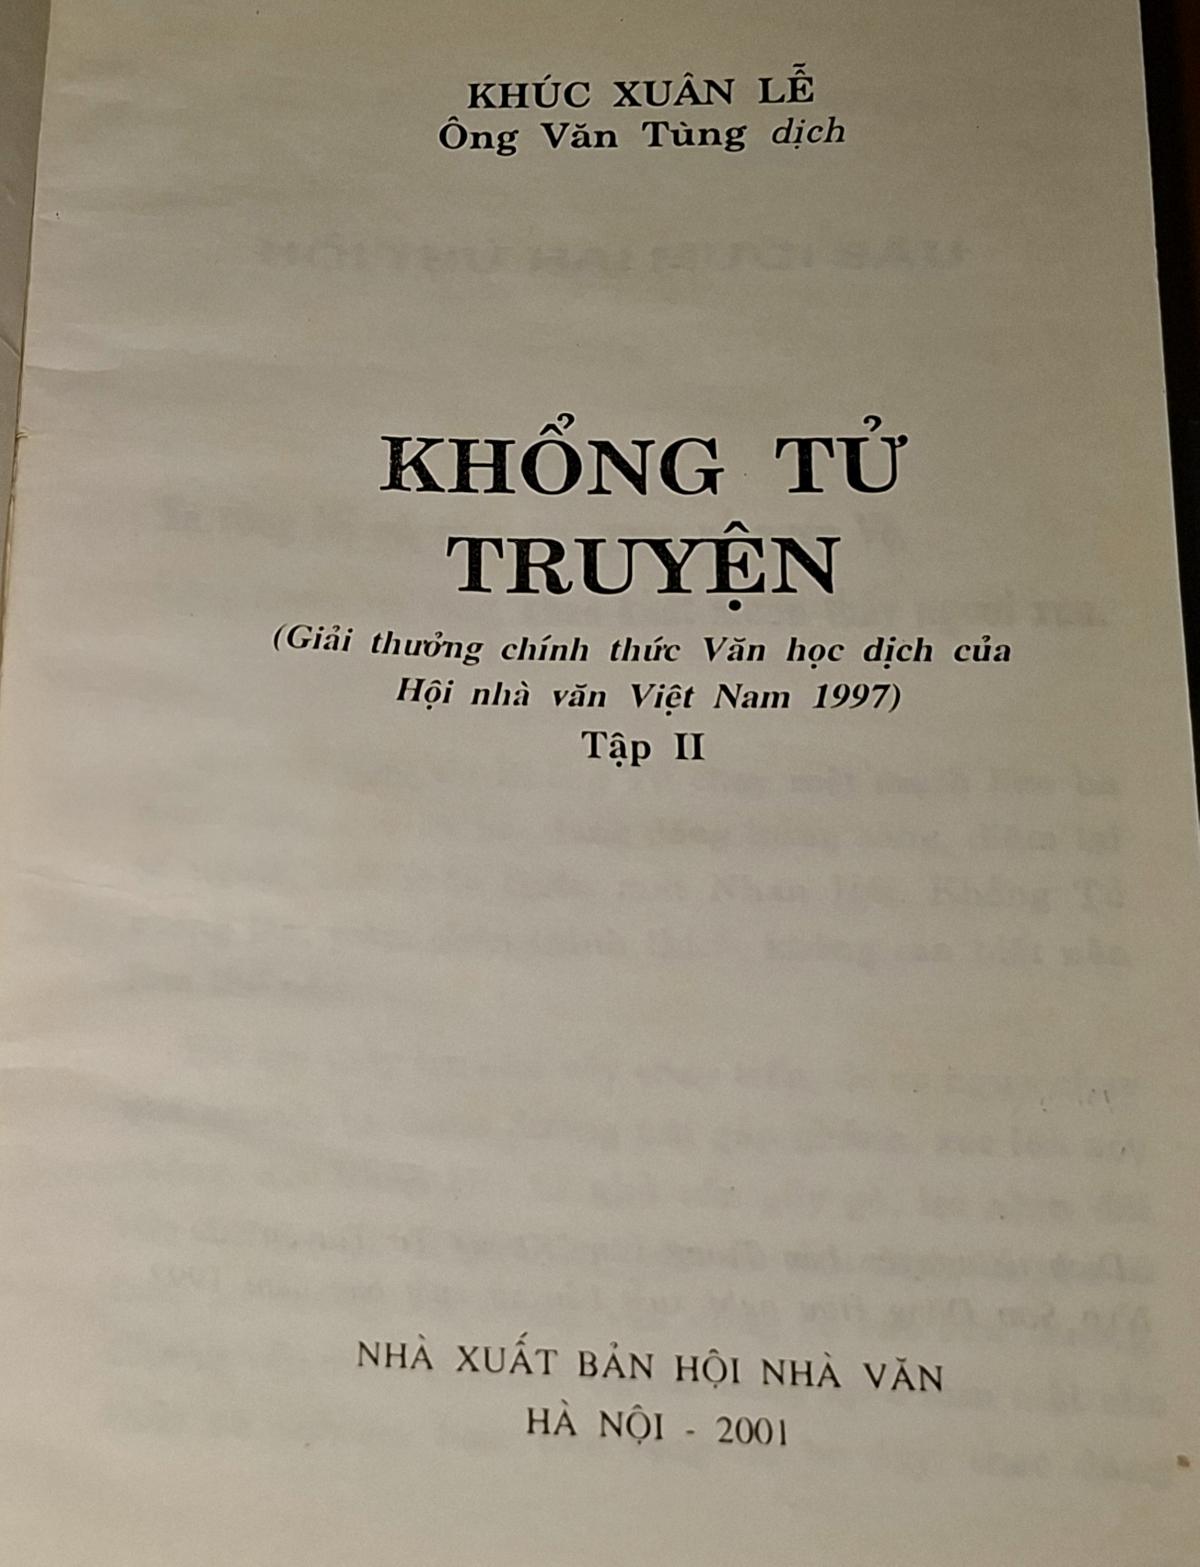 KHÚC XUÂN LỄ
Ông Văn Tùng dịch
KHỔNG TỬ
TRUYỆN
(Giải thưởng chính thức Văn học dịch của
Hội nhà văn Việt Nam 1997)
Tập II
NHÀ XUẤT BẢN HỘI NHÀ VĂN
HÀ NỘI - 2001